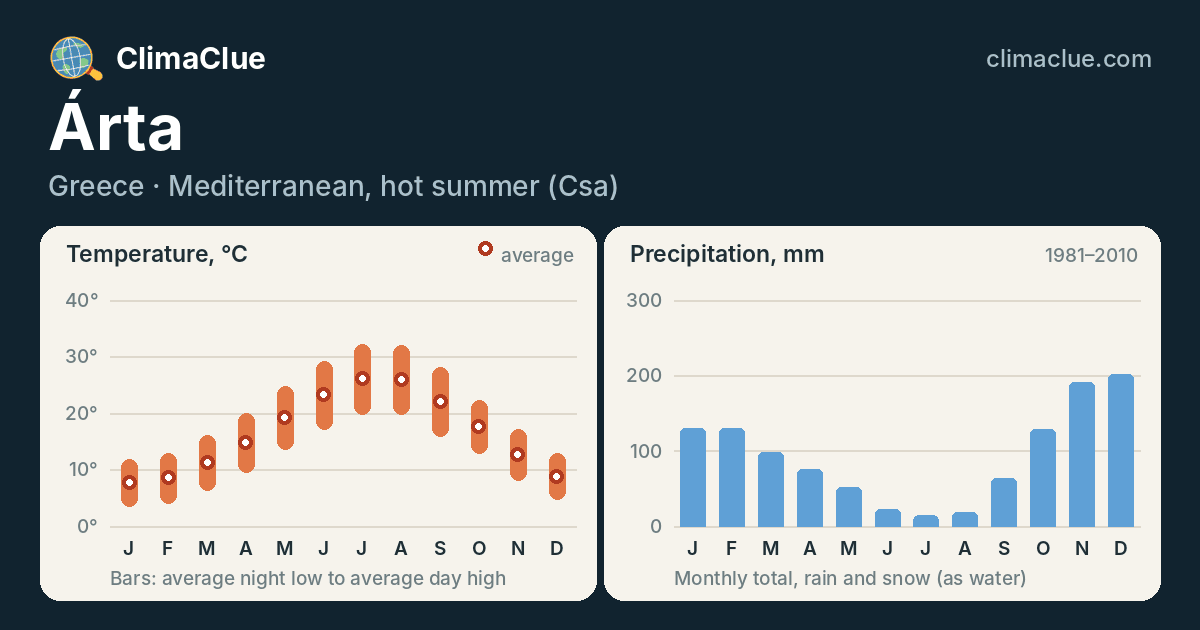 ClimaClue
climaclue.com
Árta
Greece · Mediterranean, hot summer (Csa)
Temperature, °C
average
40°
30°
20°
10°
0°
J F M A M J J A S O N D
Bars: average night low to average day high
Precipitation, mm
1981–2010
300
200
100
0
J F M A M J J A S O N D
Monthly total, rain and snow (as water)